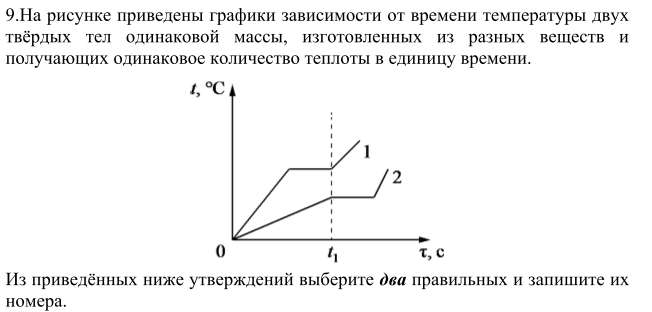 9.На рисунке приведены графики зависимости от времени температуры двух
твёрдых тел одинаковой массы, изготовленных из разных веществ и
получающих одинаковое количество теплоты в единицу времени.
t, °C
1
2
0
t₁
τ, с
Из приведённых ниже утверждений выберите два правильных и запишите их
номера.